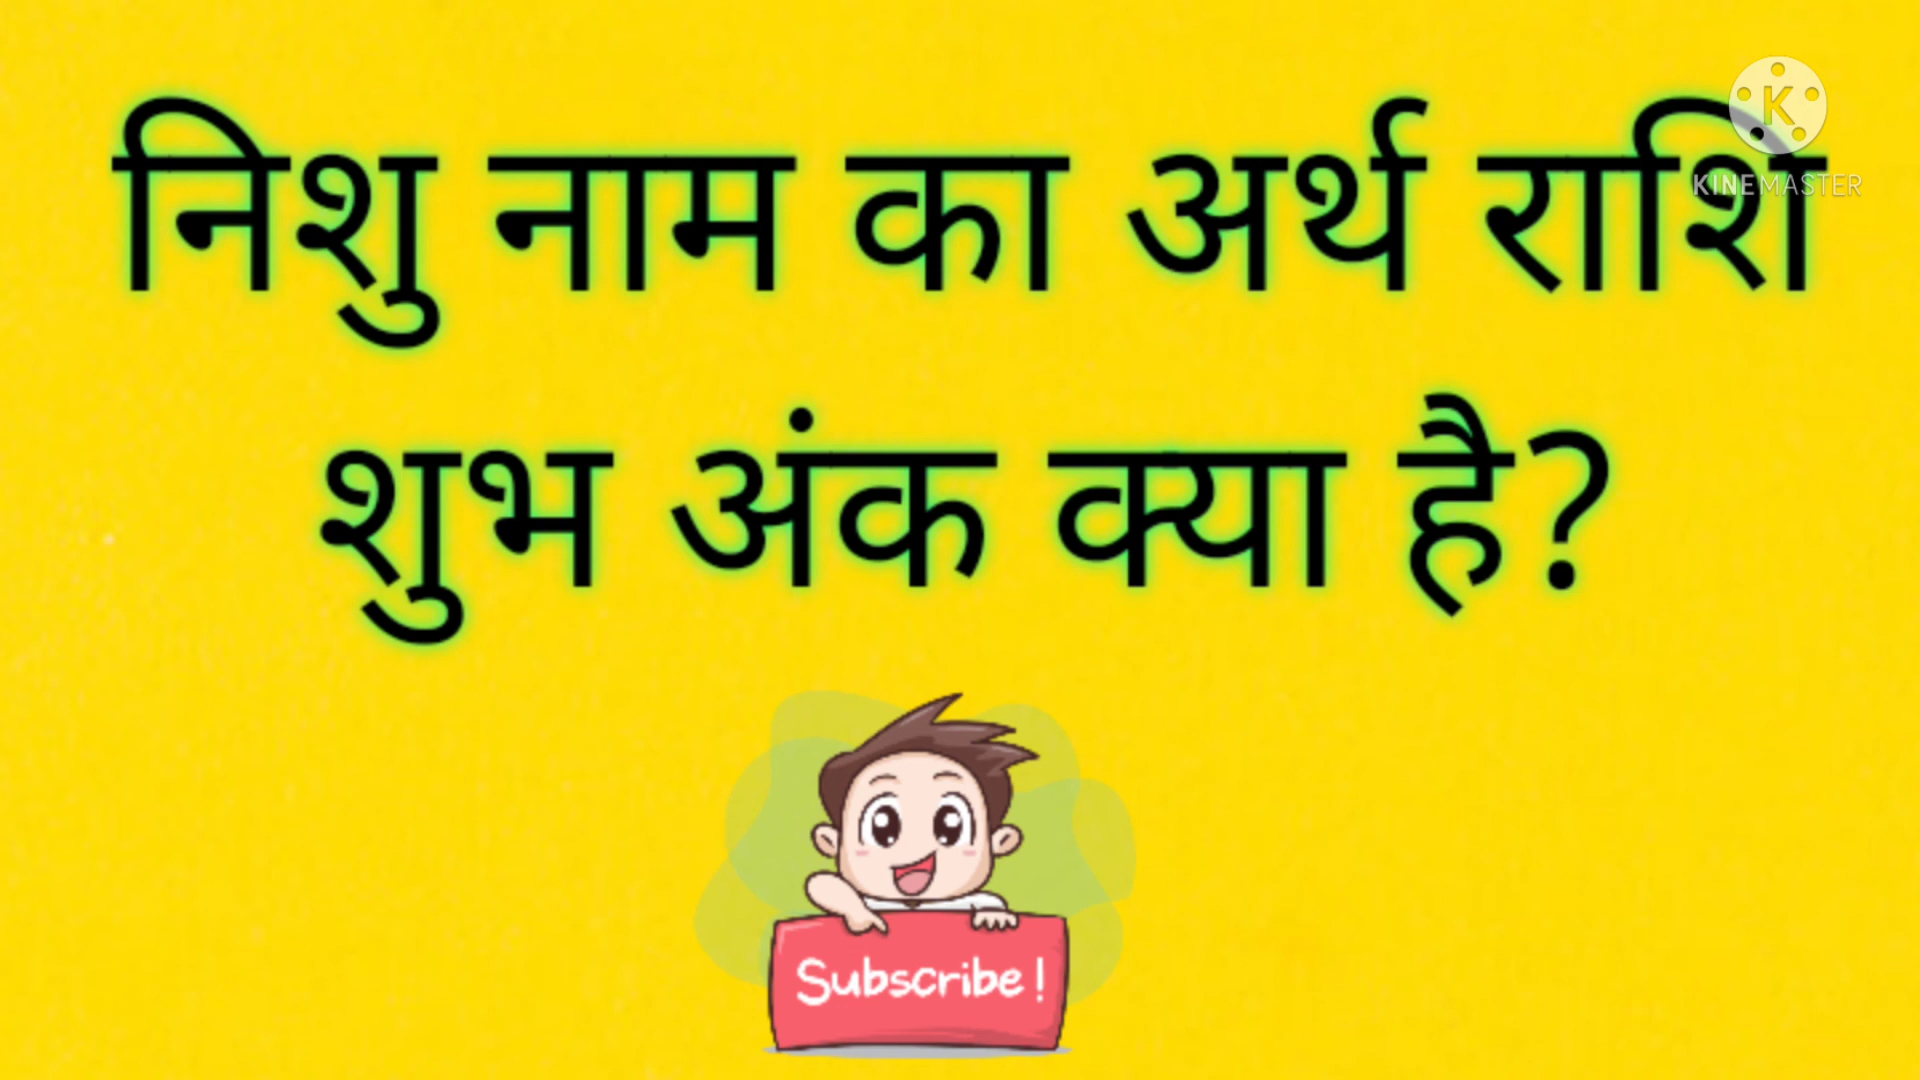 निशु नाम का अर्थ राशि
शुभ अंक क्या है?
K
KINEMASTER
Subscribe!